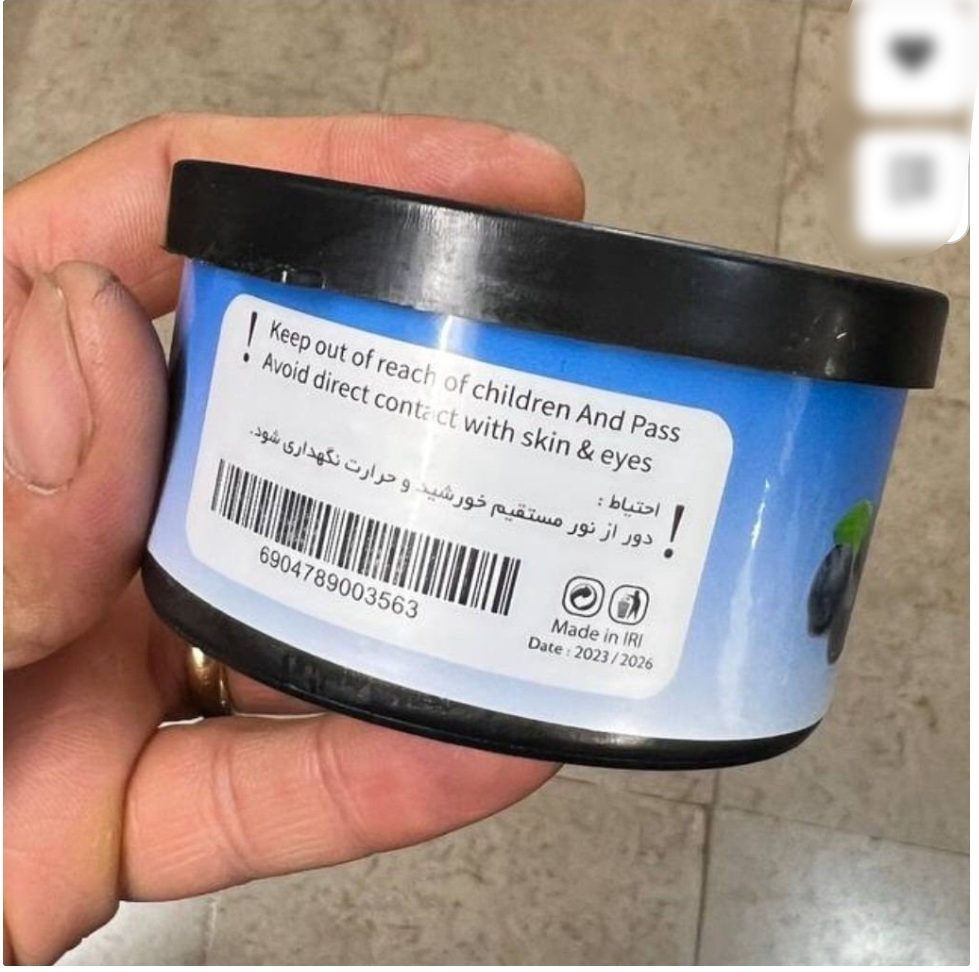 ! Keep out of reach of children And Pass
Avoid direct contact with skin & eyes
احتیاط :
دور از نور مستقیم خورشید و حرارت نگهداری شود. !
6904789003563
Made in IRI
Date : 2023 / 2026